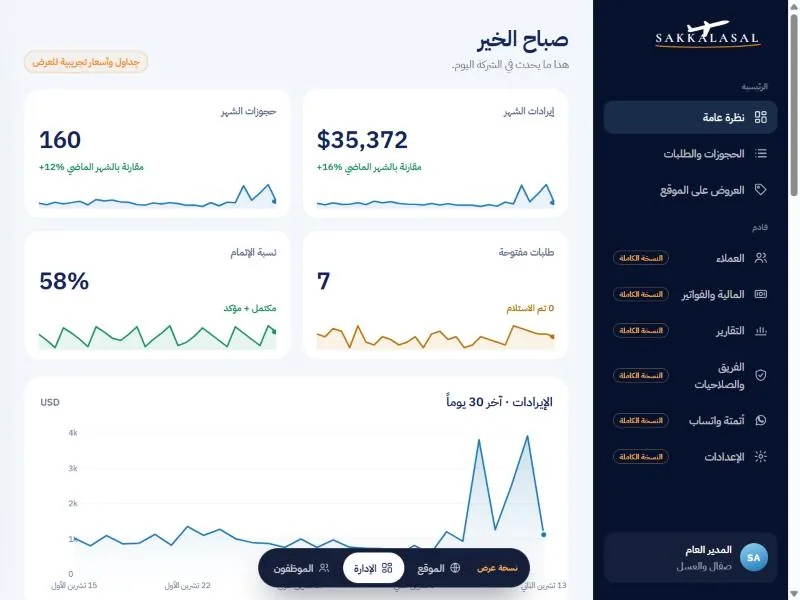 SAKKALASAL
الرئيسية
نظرة عامة
الحجوزات والطلبات
العروض على الموقع
قادم
العملاء
النسخة الكاملة
المالية والفواتير
النسخة الكاملة
التقارير
النسخة الكاملة
الفريق
والصلاحيات
النسخة الكاملة
أتمتة واتساب
النسخة الكاملة
الإعدادات
النسخة الكاملة
المدير العام
صقال والعسل
SA
صباح الخير
هذا ما يحدث في الشركة اليوم.
جداول وأسعار تجريبية للعرض
إيرادات الشهر
$35,372
+16% مقارنة بالشهر الماضي
حجوزات الشهر
160
+12% مقارنة بالشهر الماضي
طلبات مفتوحة
7
0 تم الاستلام
نسبة الإتمام
58%
مكتمل + مؤكد
الإيرادات · آخر 30 يوماً
USD
4k
3k
2k
1k
0
15 تشرين الأول
22 تشرين الأول
13 تشرين الثاني
نسخة عرض
الموقع
الإدارة
الموظفون